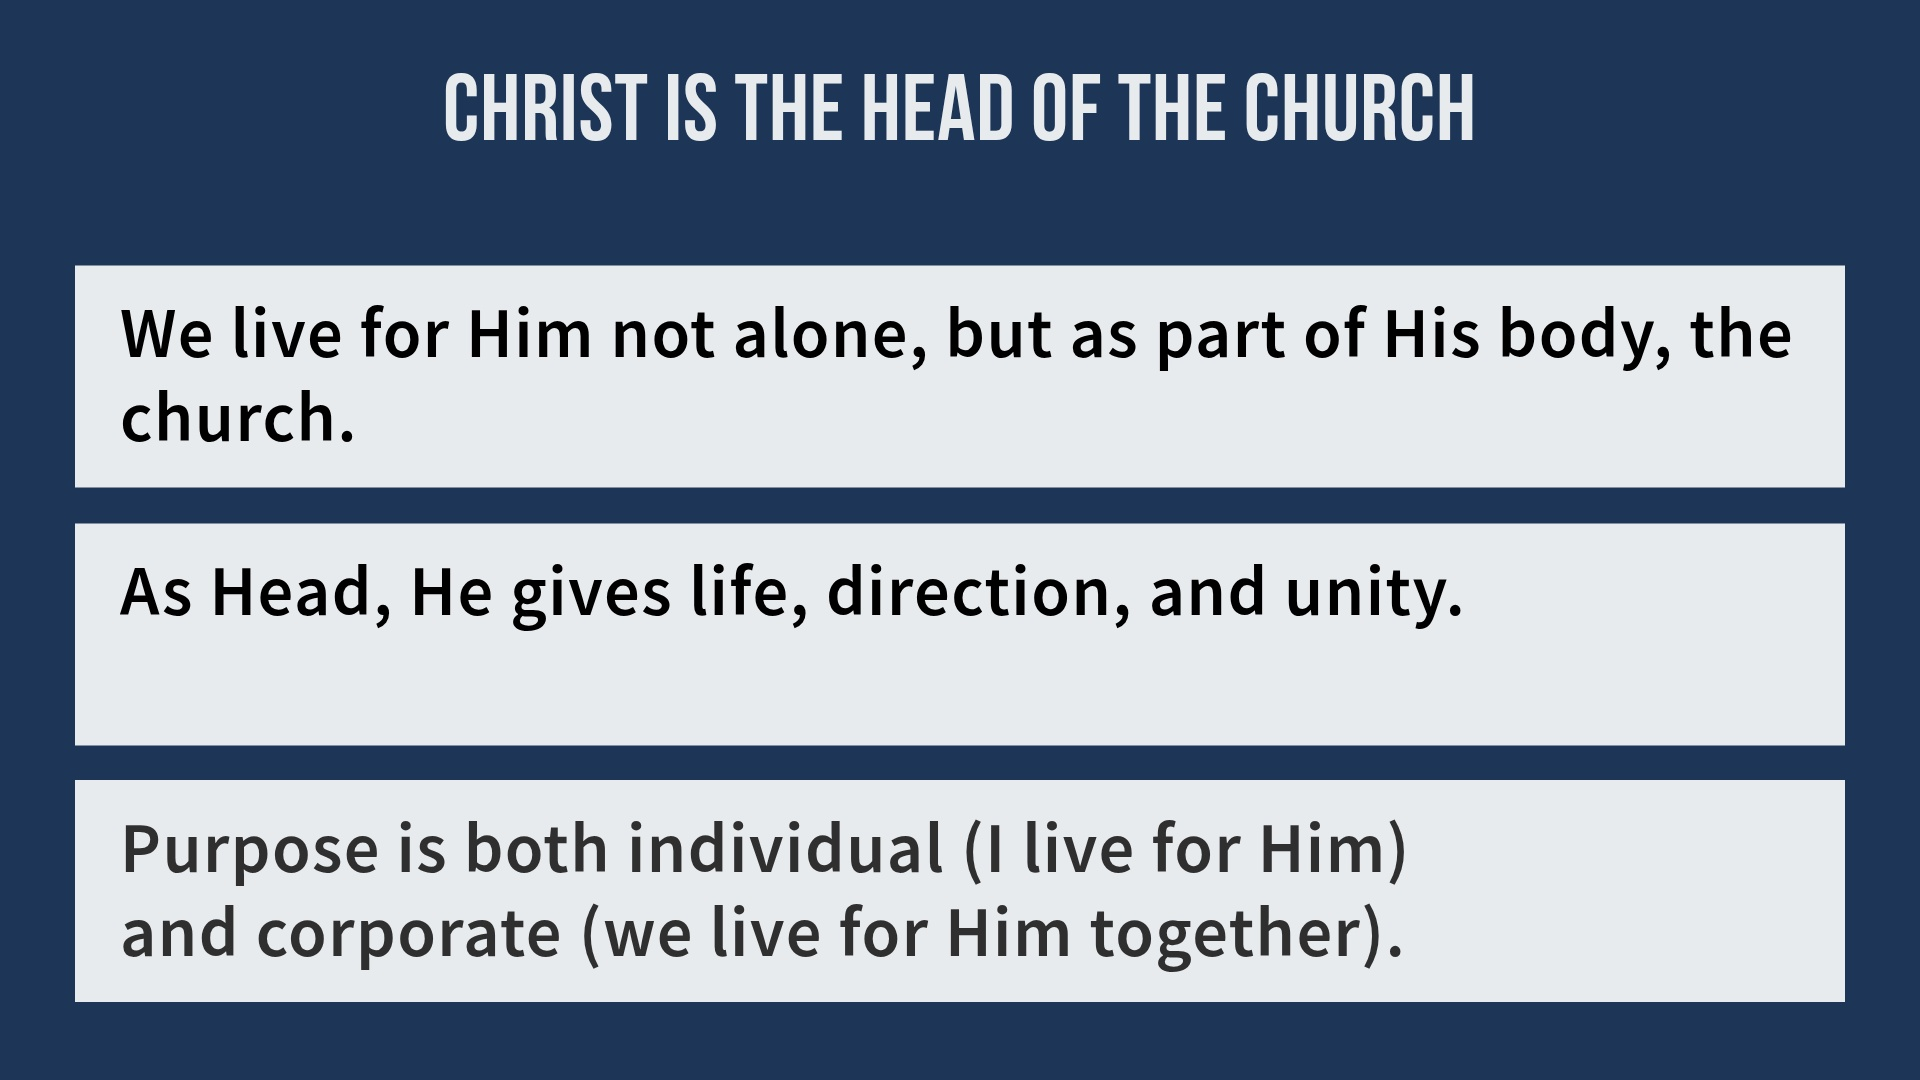 CHRIST IS THE HEAD OF THE CHURCH
We live for Him not alone, but as part of His body, the
church.
As Head, He gives life, direction, and unity.
Purpose is both individual (I live for Him)
and corporate (we live for Him together).